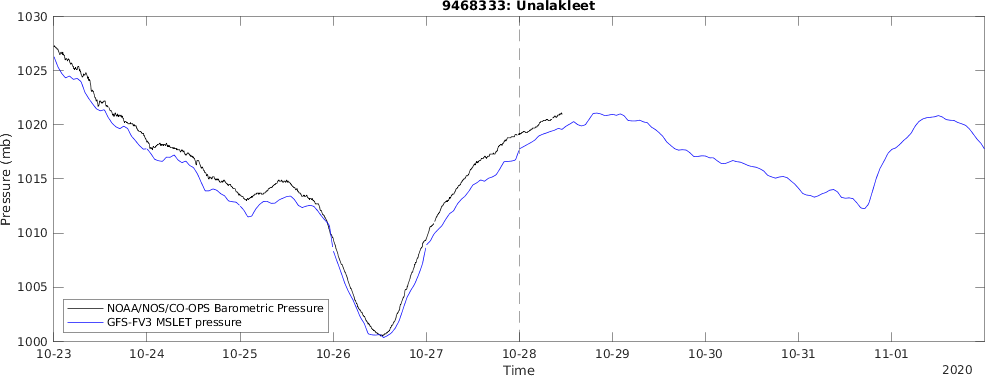 9468333: Unalakleet
Pressure (mb)
1030
1025
1020
1015
1010
1005
1000
NOAA/NOS/CO-OPS Barometric Pressure
GFS-FV3 MSLET pressure
10-23 10-24 10-25 10-26 10-27 10-28 10-29 10-30 10-31 11-01
Time
2020